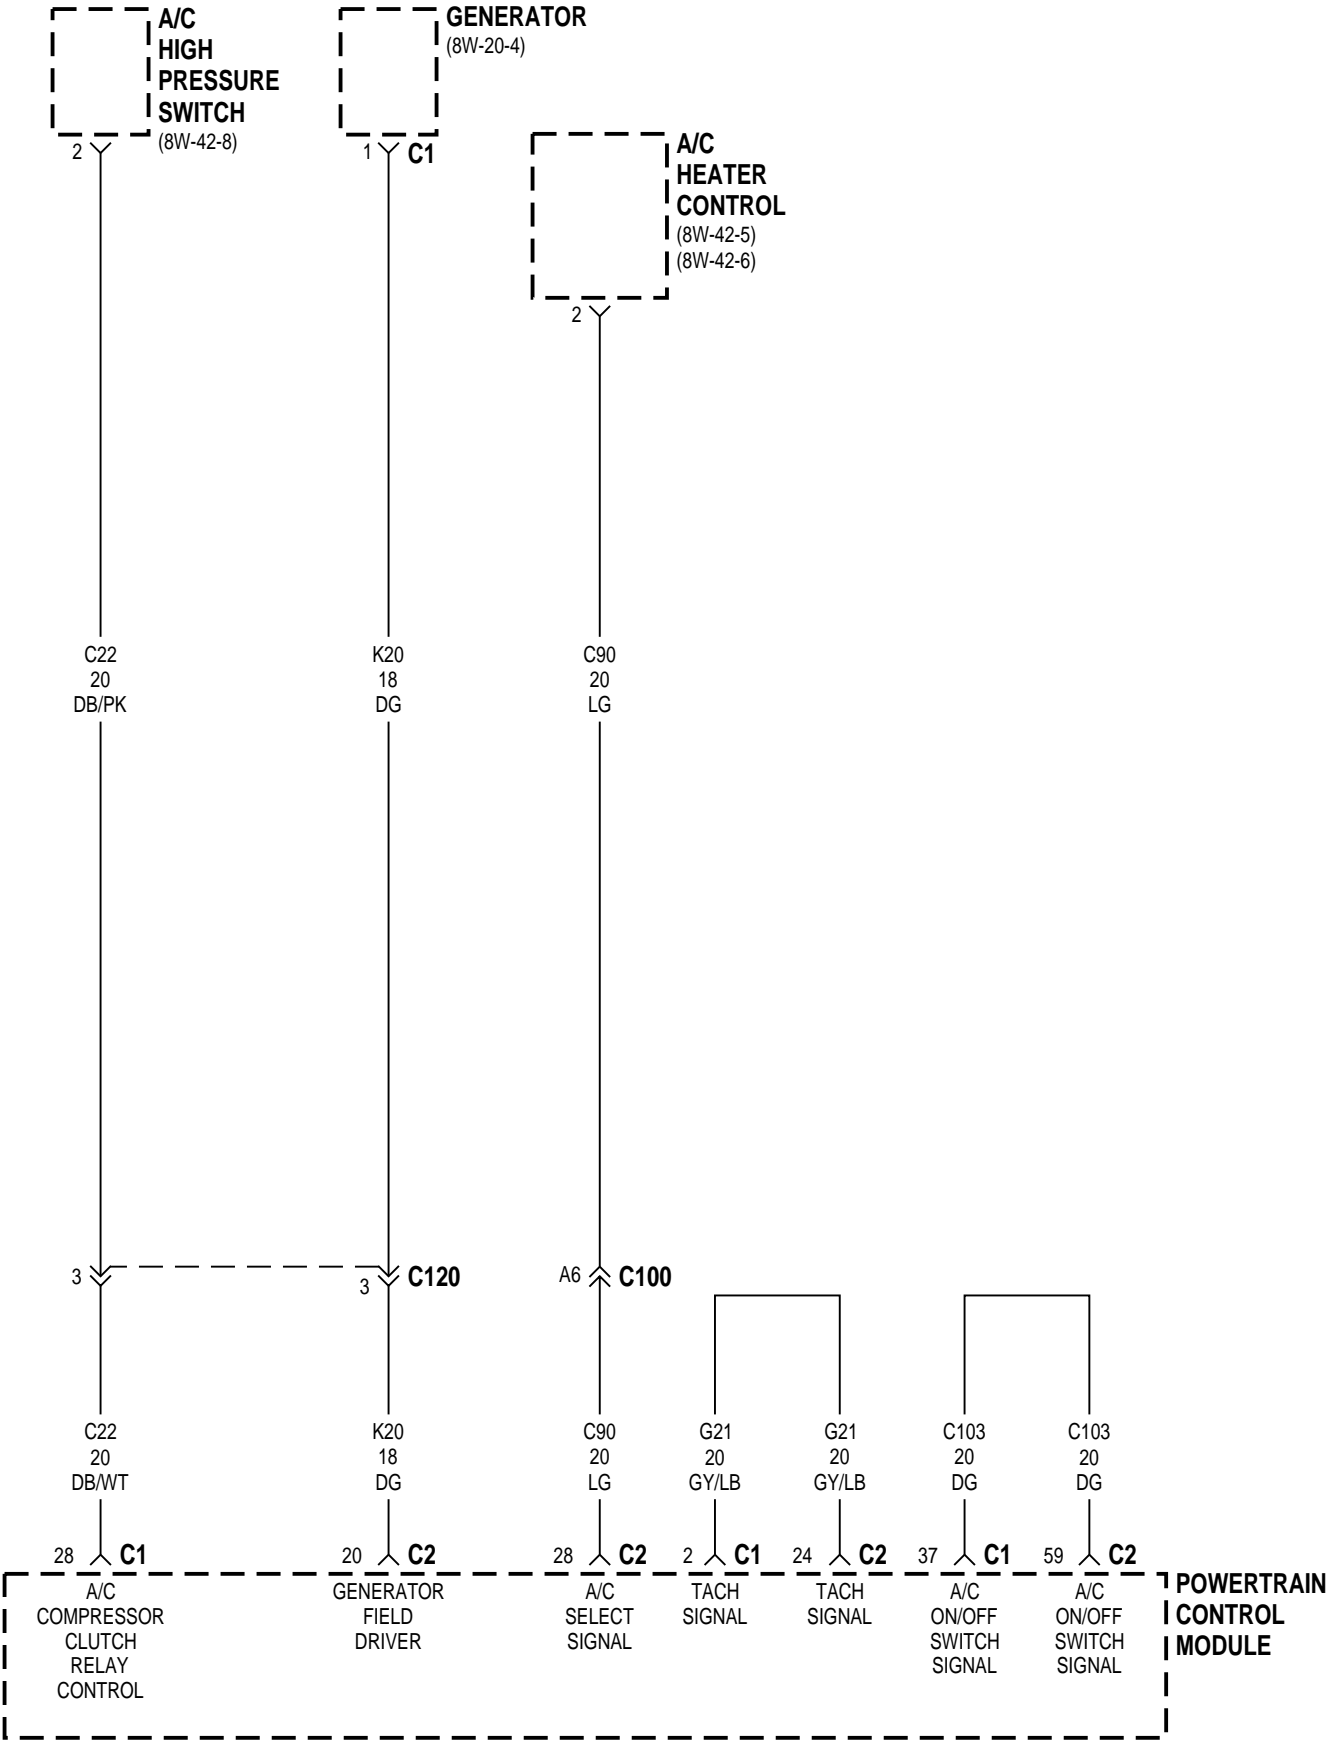 A/C
HIGH
PRESSURE
SWITCH
(8W-42-8)
2
GENERATOR
(8W-20-4)
1 C1
A/C
HEATER
CONTROL
(8W-42-5)
(8W-42-6)
2
C22
20
DB/PK
K20
18
DG
C90
20
LG
3
3 C120
A6 C100
C22
20
DB/WT
K20
18
DG
C90
20
LG
G21
20
GY/LB
G21
20
GY/LB
C103
20
DG
C103
20
DG
28 C1
20 C2
28 C2
2 C1
24 C2
37 C1
59 C2
A/C
COMPRESSOR
CLUTCH
RELAY
CONTROL
GENERATOR
FIELD
DRIVER
A/C
SELECT
SIGNAL
TACH
SIGNAL
TACH
SIGNAL
A/C
ON/OFF
SWITCH
SIGNAL
A/C
ON/OFF
SWITCH
SIGNAL
POWERTRAIN
CONTROL
MODULE